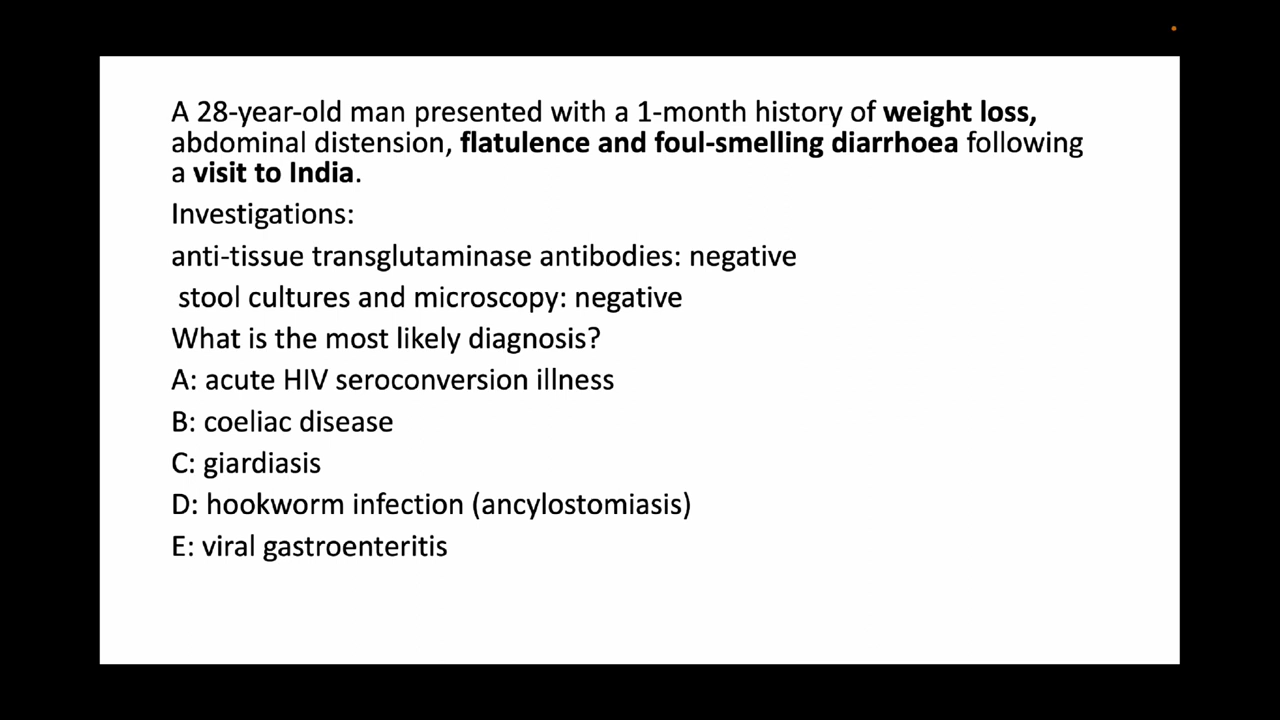 A 28-year-old man presented with a 1-month history of weight loss,
abdominal distension, flatulence and foul-smelling diarrhoea following
a visit to India.
Investigations:
anti-tissue transglutaminase antibodies: negative
stool cultures and microscopy: negative
What is the most likely diagnosis?
A: acute HIV seroconversion illness
B: coeliac disease
C: giardiasis
D: hookworm infection (ancylostomiasis)
E: viral gastroenteritis